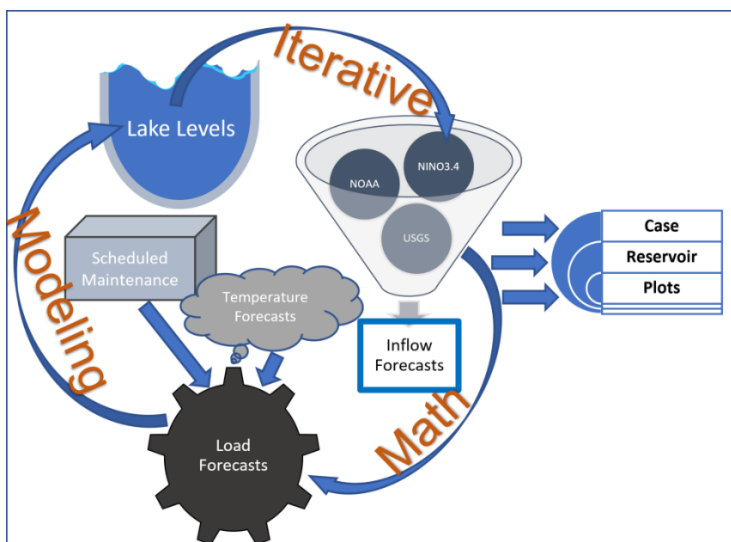 Iterative
Lake Levels
NINO3.4
NOAA
USGS
Case
Reservoir
Plots
Modeling
Scheduled
Maintenance
Temperature
Forecasts
Inflow
Forecasts
Math
Load
Forecasts